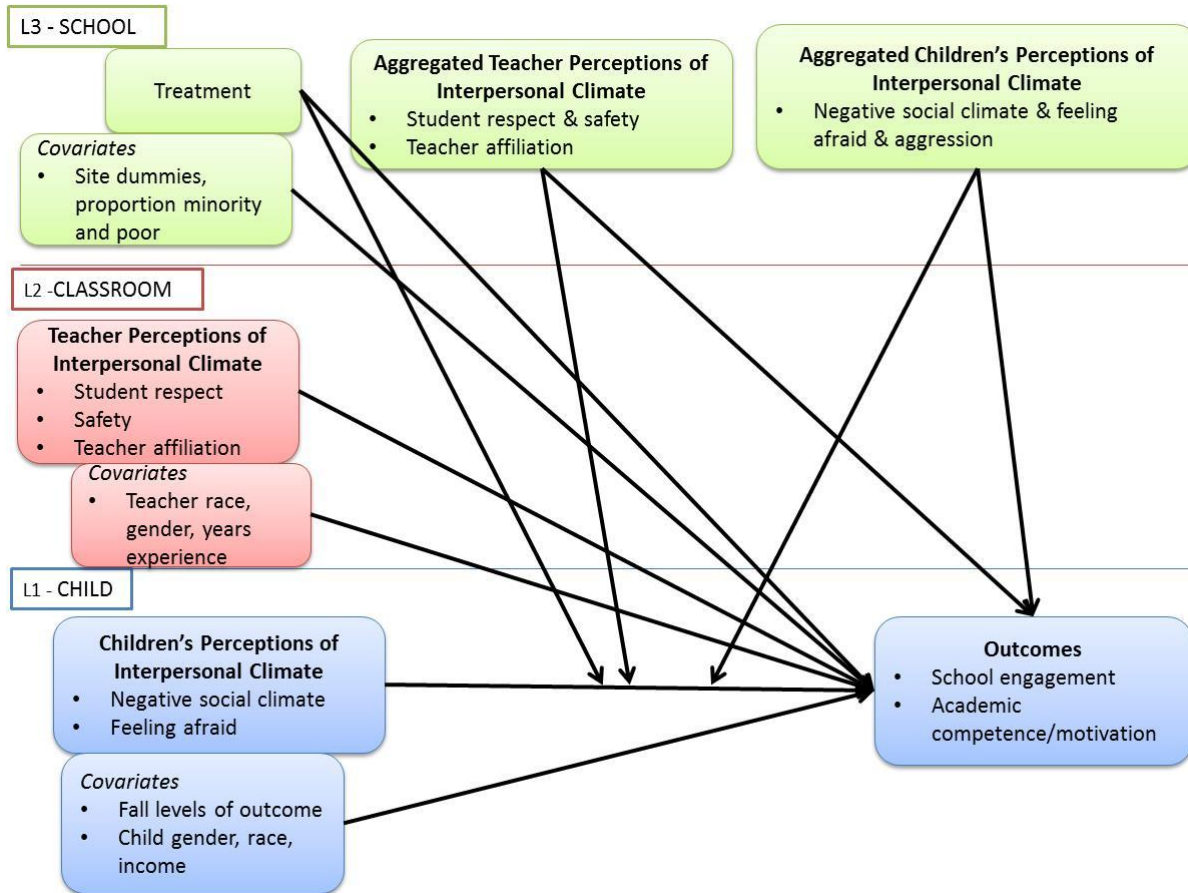 L3 - SCHOOL
Treatment
Covariates
• Site dummies,
proportion minority
and poor
Aggregated Teacher Perceptions of
Interpersonal Climate
• Student respect & safety
• Teacher affiliation
Aggregated Children's Perceptions of
Interpersonal Climate
• Negative social climate & feeling
afraid & aggression
L2 -CLASSROOM
Teacher Perceptions of
Interpersonal Climate
• Student respect
• Safety
• Teacher affiliation
Covariates
• Teacher race,
gender, years
experience
L1 - CHILD
Children's Perceptions of
Interpersonal Climate
• Negative social climate
• Feeling afraid
Covariates
• Fall levels of outcome
• Child gender, race,
income
Outcomes
• School engagement
• Academic
competence/motivation